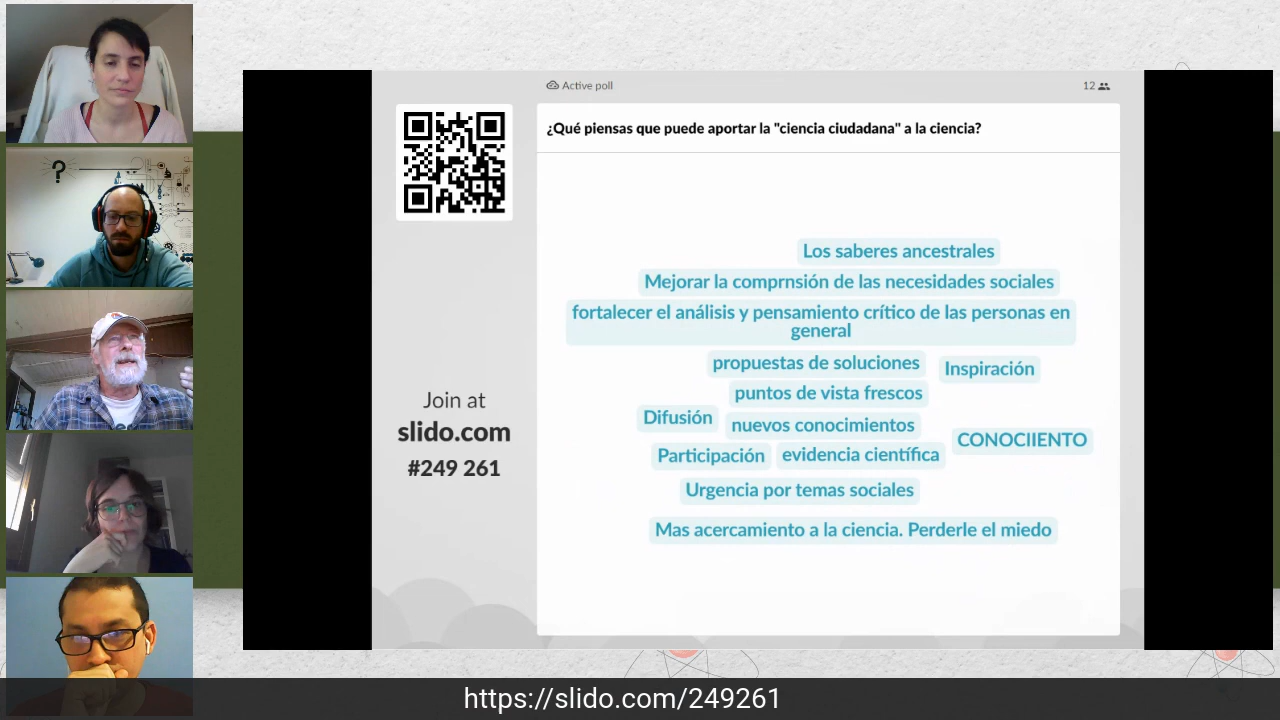 Active poll
12
¿Qué piensas que puede aportar la "ciencia ciudadana" a la ciencia?
Los saberes ancestrales
Mejorar la comprnsión de las necesidades sociales
fortalecer el análisis y pensamiento crítico de las personas en
general
propuestas de soluciones
Inspiración
puntos de vista frescos
Difusión
nuevos conocimientos
CONOCIIENTO
Participación
evidencia científica
Urgencia por temas sociales
Mas acercamiento a la ciencia. Perderle el miedo
Join at
slido.com
#249 261
?
https://slido.com/249261